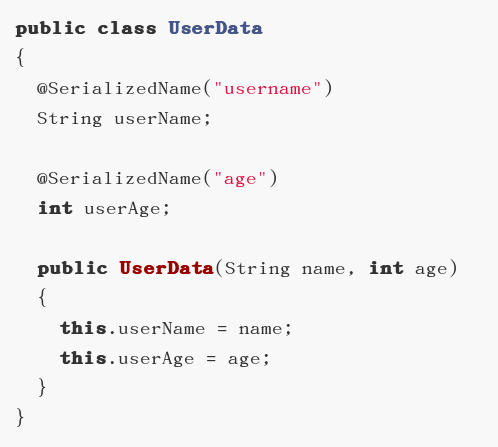 public class UserData
{
@SerializedName("username")
String userName;
@SerializedName("age")
int userAge;
public UserData(String name, int age)
{
this.userName = name;
this.userAge = age;
}
}